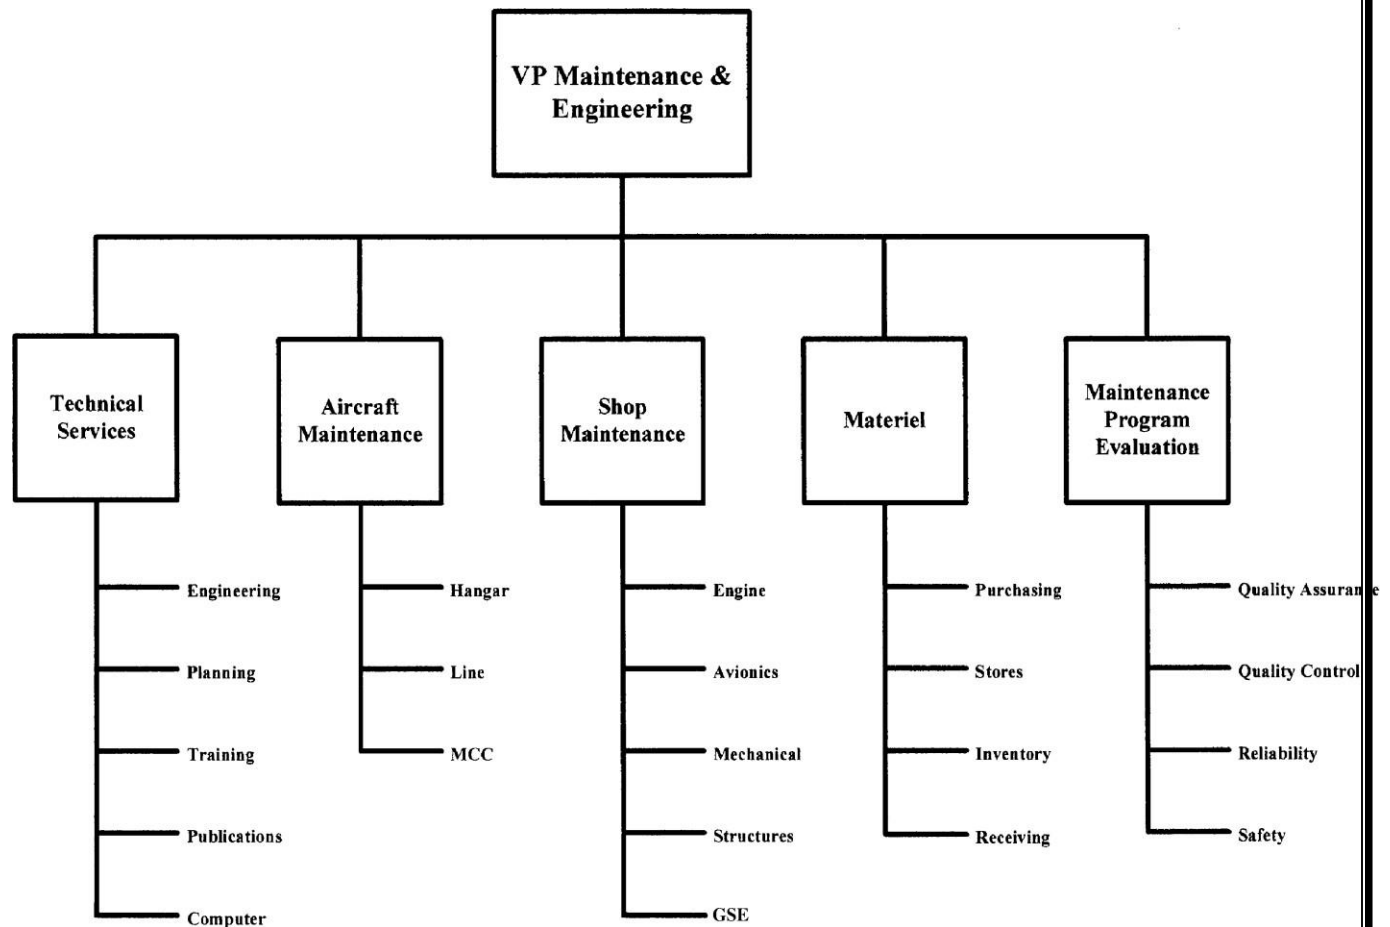 VP Maintenance &
Engineering
Technical
Services
Aircraft
Maintenance
Shop
Maintenance
Materiel
Maintenance
Program
Evaluation
Engineering
Planning
Training
Publications
Computer
Hangar
Line
MCC
Engine
Avionics
Mechanical
Structures
GSE
Purchasing
Stores
Inventory
Receiving
Quality Assurance
Quality Control
Reliability
Safety